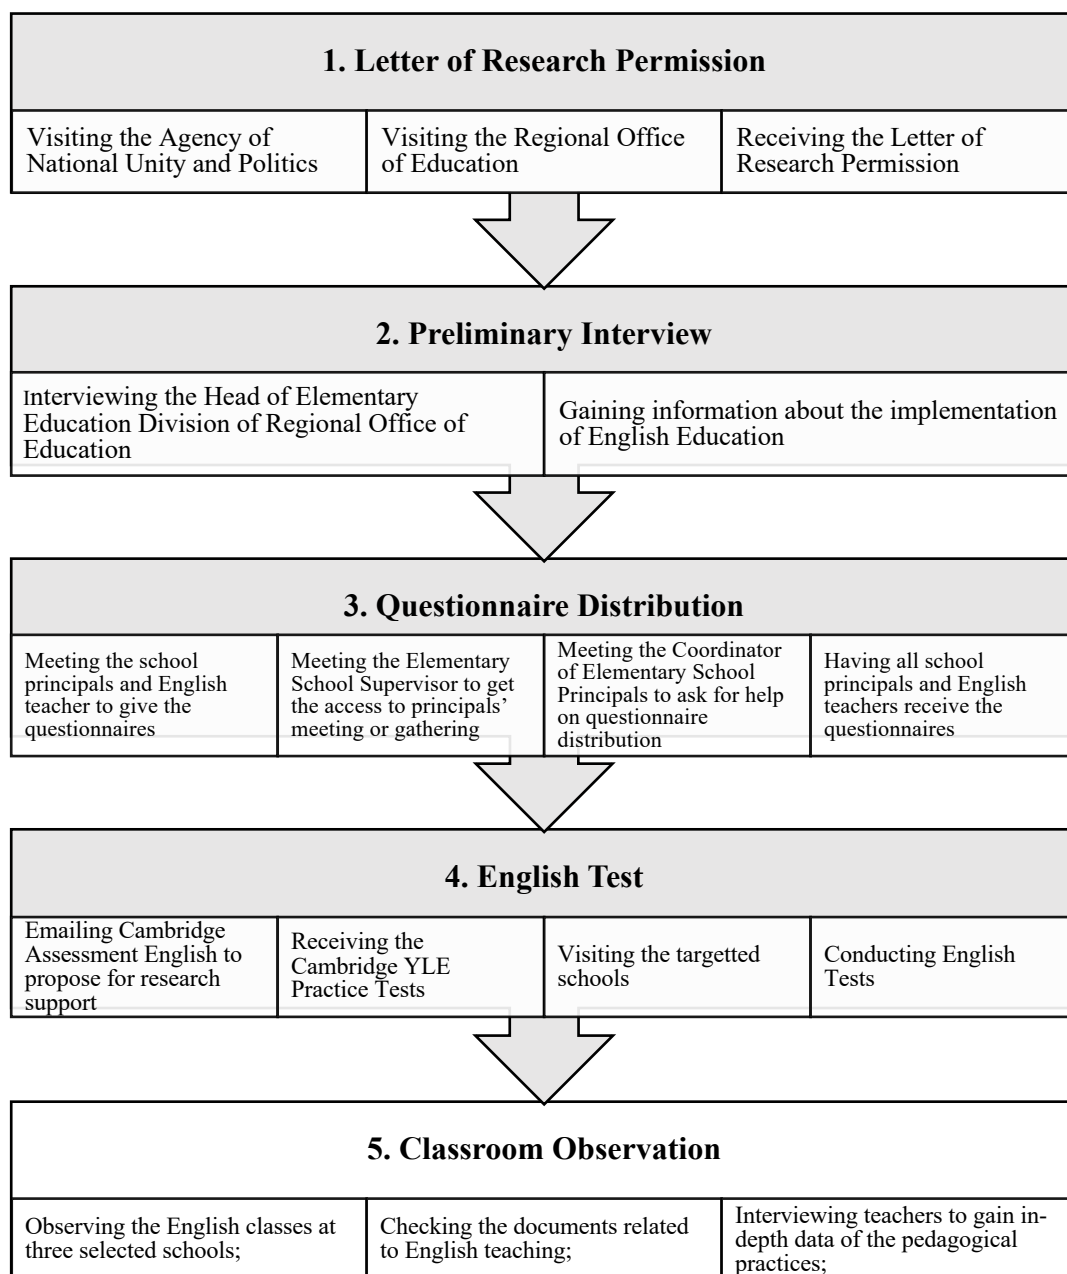 1. Letter of Research Permission
Visiting the Agency of
National Unity and Politics
Visiting the Regional Office
of Education
Receiving the Letter of
Research Permission
2. Preliminary Interview
Interviewing the Head of Elementary
Education Division of Regional Office of
Education
Gaining information about the implementation
of English Education
3. Questionnaire Distribution
Meeting the school
principals and English
teacher to give the
questionnaires
Meeting the Elementary
School Supervisor to get
the access to principals’
meeting or gathering
Meeting the Coordinator
of Elementary School
Principals to ask for help
on questionnaire
distribution
Having all school
principals and English
teachers receive the
questionnaires
4. English Test
Emailing Cambridge
Assessment English to
propose for research
support
Receiving the
Cambridge YLE
Practice Tests
Visiting the targetted
schools
Conducting English
Tests
5. Classroom Observation
Observing the English classes at
three selected schools;
Checking the documents related
to English teaching;
Interviewing teachers to gain in-
depth data of the pedagogical
practices;